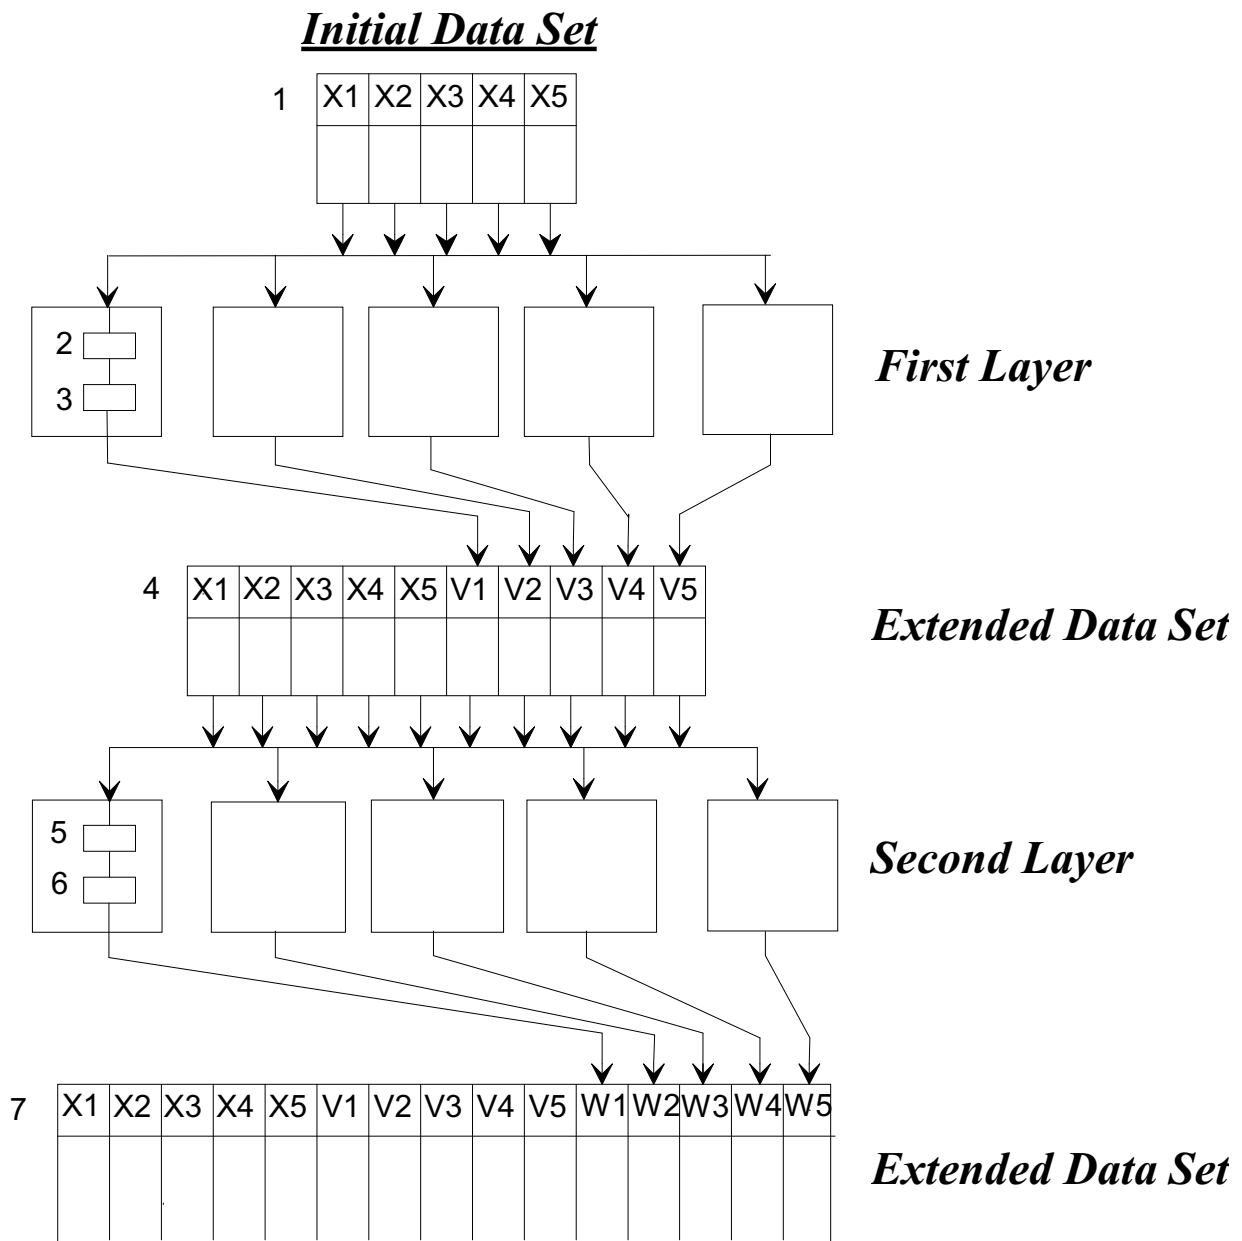 Initial Data Set
1 X1 X2 X3 X4 X5
2
3
First Layer
4 X1 X2 X3 X4 X5 V1 V2 V3 V4 V5
Extended Data Set
5
6
Second Layer
7 X1 X2 X3 X4 X5 V1 V2 V3 V4 V5 W1 W2 W3 W4 W5
Extended Data Set